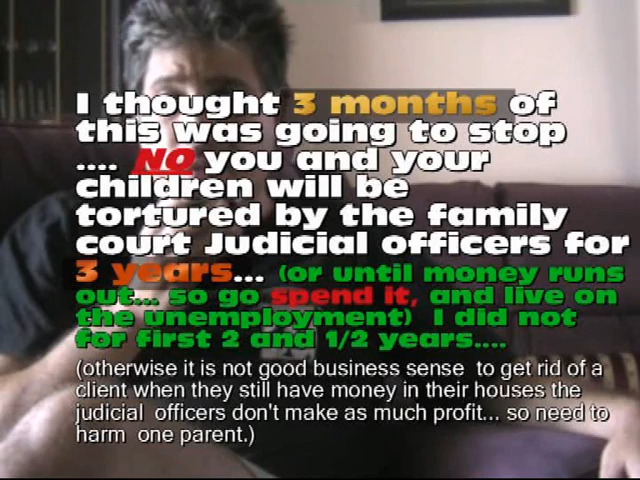 I thought 3 months of
this was going to stop
.... NO you and your
children will be
tortured by the family
court Judicial officers for
3 years... (or until money runs
out... so go spend it, and live on
the unemployment) I did not
for first 2 and 1/2 years....
(otherwise it is not good business sense to get rid of a
client when they still have money in their houses the
judicial officers don't make as much profit... so need to
harm one parent.)